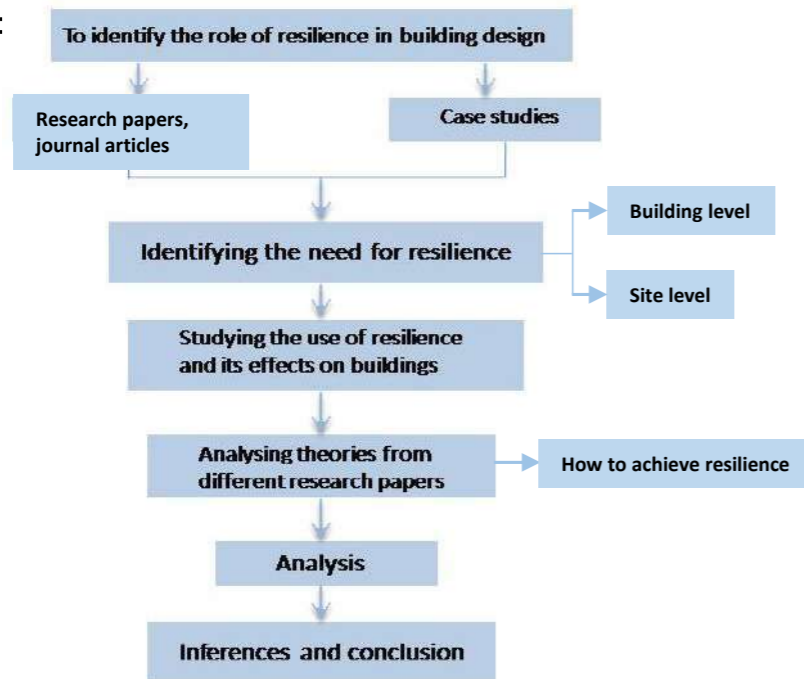 :
To identify the role of resilience in building design
Research papers,
journal articles
Case studies
Identifying the need for resilience
Building level
Site level
Studying the use of resilience
and its effects on buildings
Analysing theories from
different research papers
How to achieve resilience
Analysis
Inferences and conclusion